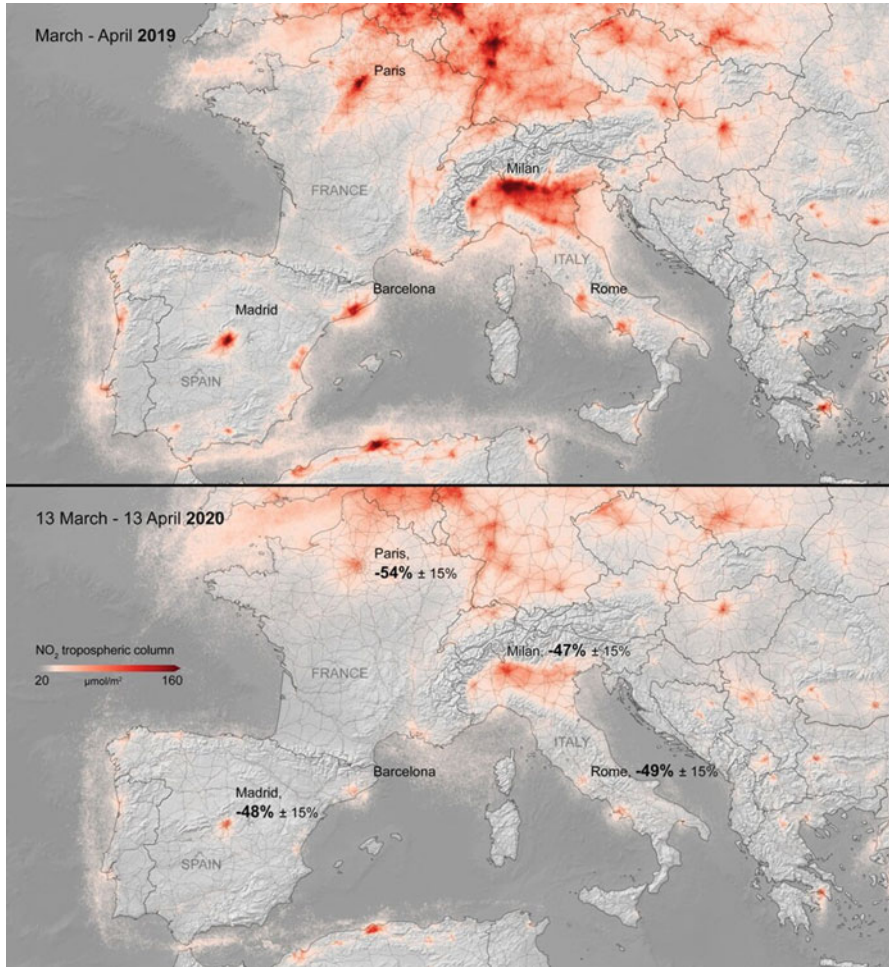 March - April 2019
Paris
Milan
FRANCE
ITALY
Barcelona
Rome
Madrid
SPAIN
13 March - 13 April 2020
Paris,
-54% ± 15%
NO₂ tropospheric column
20 µmol/m² 160
Milan, -47% ± 15%
FRANCE
ITALY
Barcelona
Rome, -49% ± 15%
Madrid,
-48% ± 15%
SPAIN